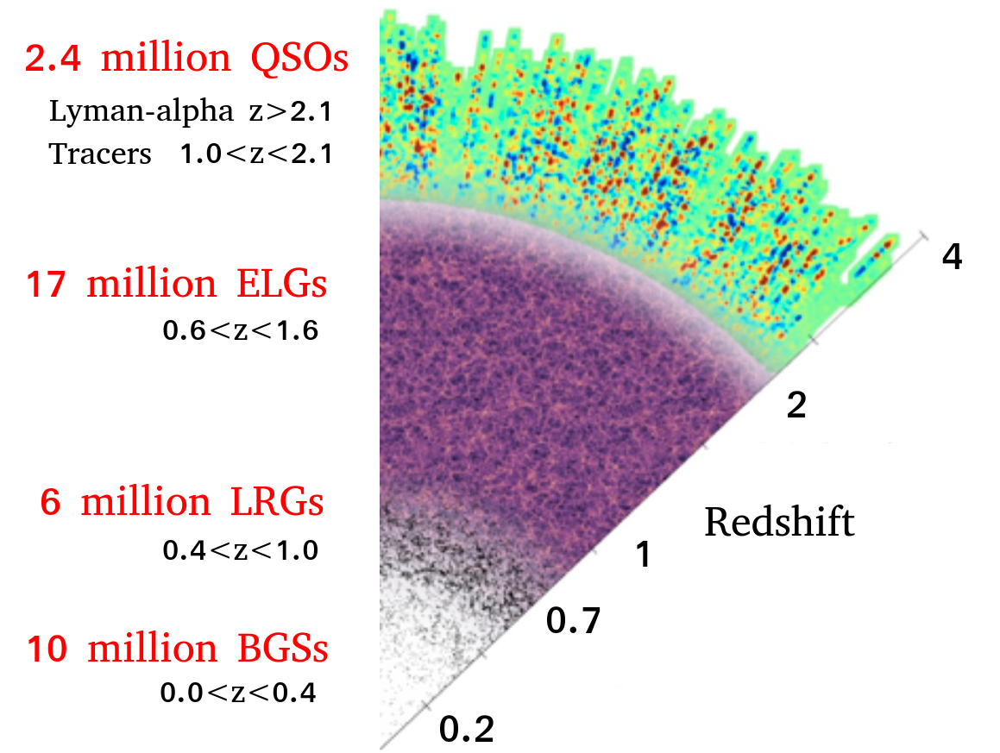 2.4 million QSOs
Lyman-alpha z>2.1
Tracers 1.0<z<2.1
17 million ELGs
0.6<z<1.6
6 million LRGs
0.4<z<1.0
10 million BGSs
0.0<z<0.4
4
2
Redshift
1
0.7
0.2